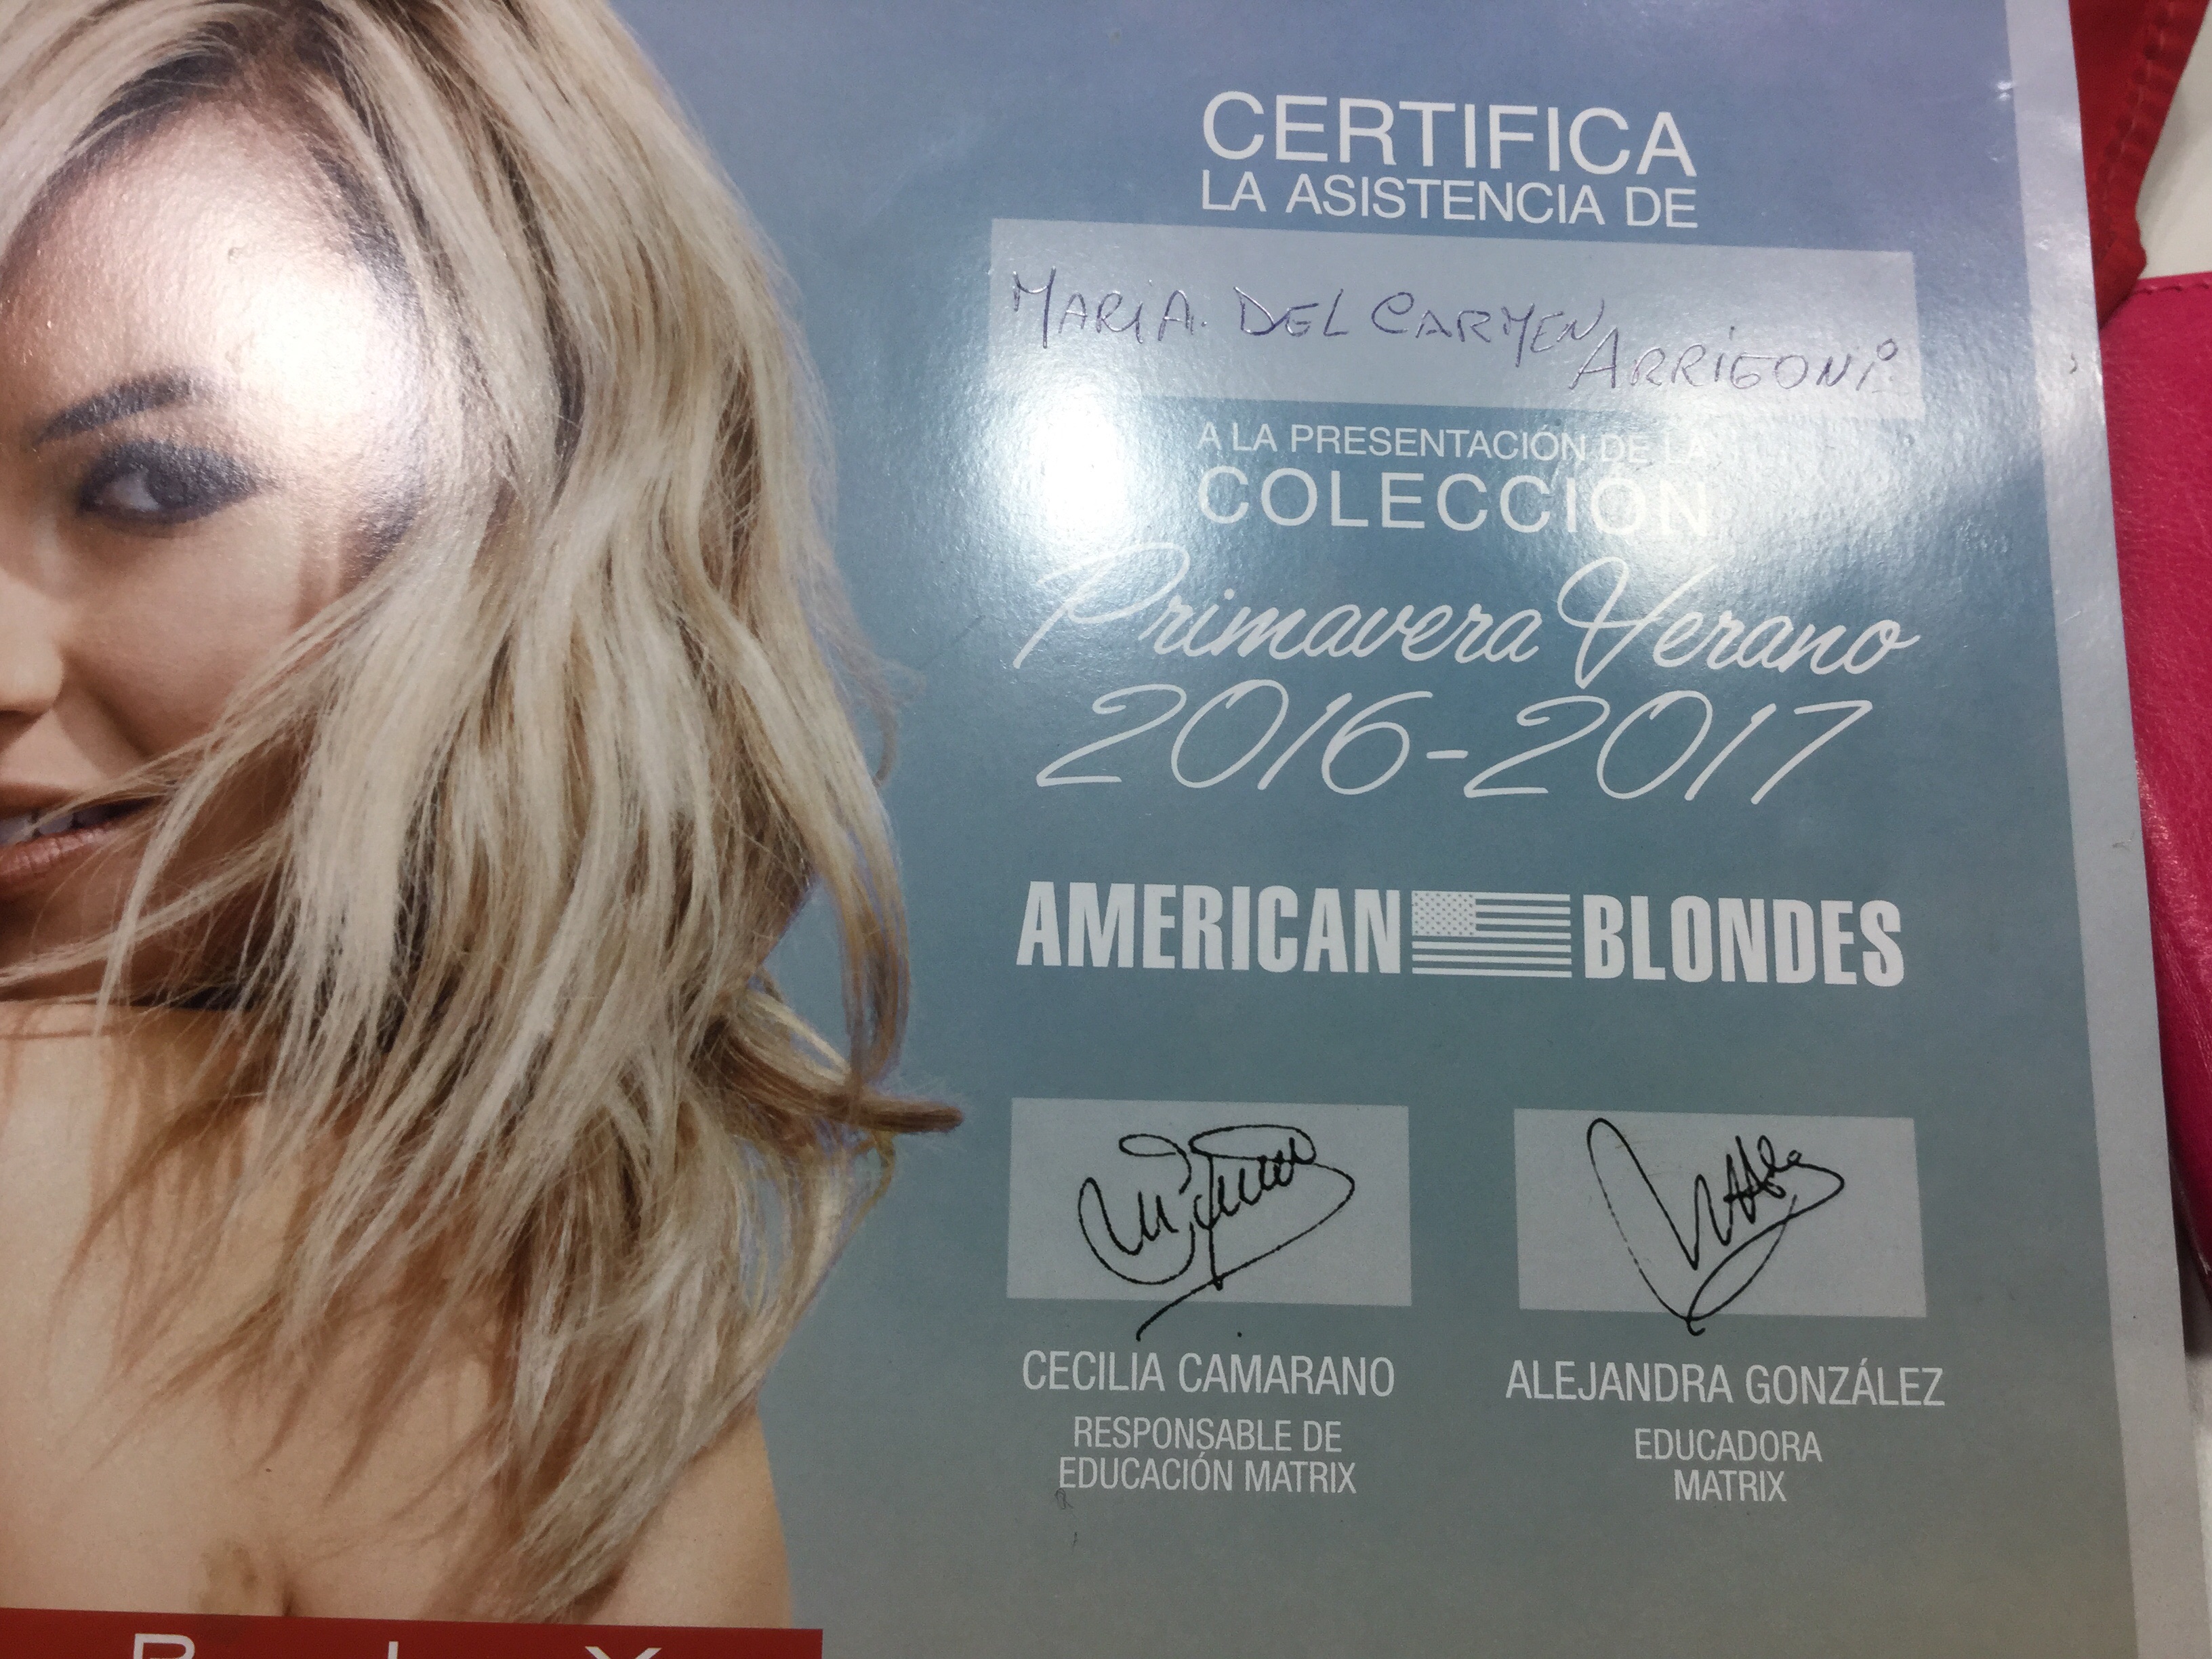 CERTIFICA
LA ASISTENCIA DE
MARIA DEL CARMEN ARRIGONI
A LA PRESENTACIÓN DE LA
COLECCIÓN
Primavera Verano
2016-2017
AMERICAN BLONDES
CECILIA CAMARANO
RESPONSABLE DE
EDUCACIÓN MATRIX
ALEJANDRA GONZÁLEZ
EDUCADORA
MATRIX
R I X